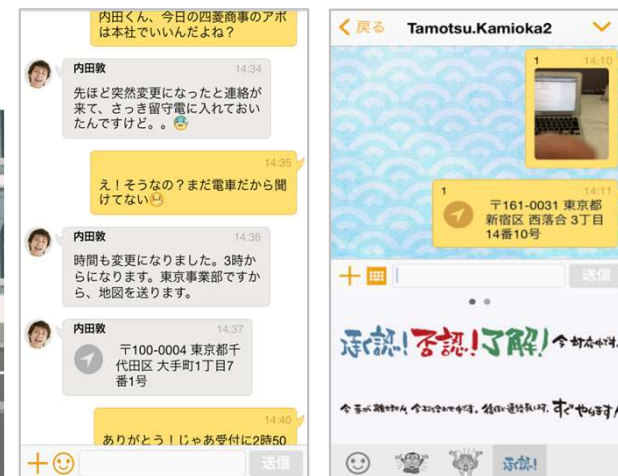 内田くん、今日の四菱商事のアポ
は本社でいいんだよね？
内田敦
14:34
先ほど突然変更になったと連絡が
来て、さっき留守電に入れておい
たんですけど。。
14:35
え！そうなの？まだ電車だから聞
けてない
内田敦
14:36
時間も変更になりました。3時か
らになります。東京事業部ですか
ら、地図を送ります。
内田敦
14:37
〒100-0004 東京都千
代田区 大手町1丁目7
番1号
14:40
ありがとう！じゃあ受付に2時50
送信
戻る
Tamotsu.Kamioka2
1
14:10
1
14:11
〒161-0031 東京都
新宿区 西落合 3丁目
14番10号
送信
承認!
否認!
了解!
承認!